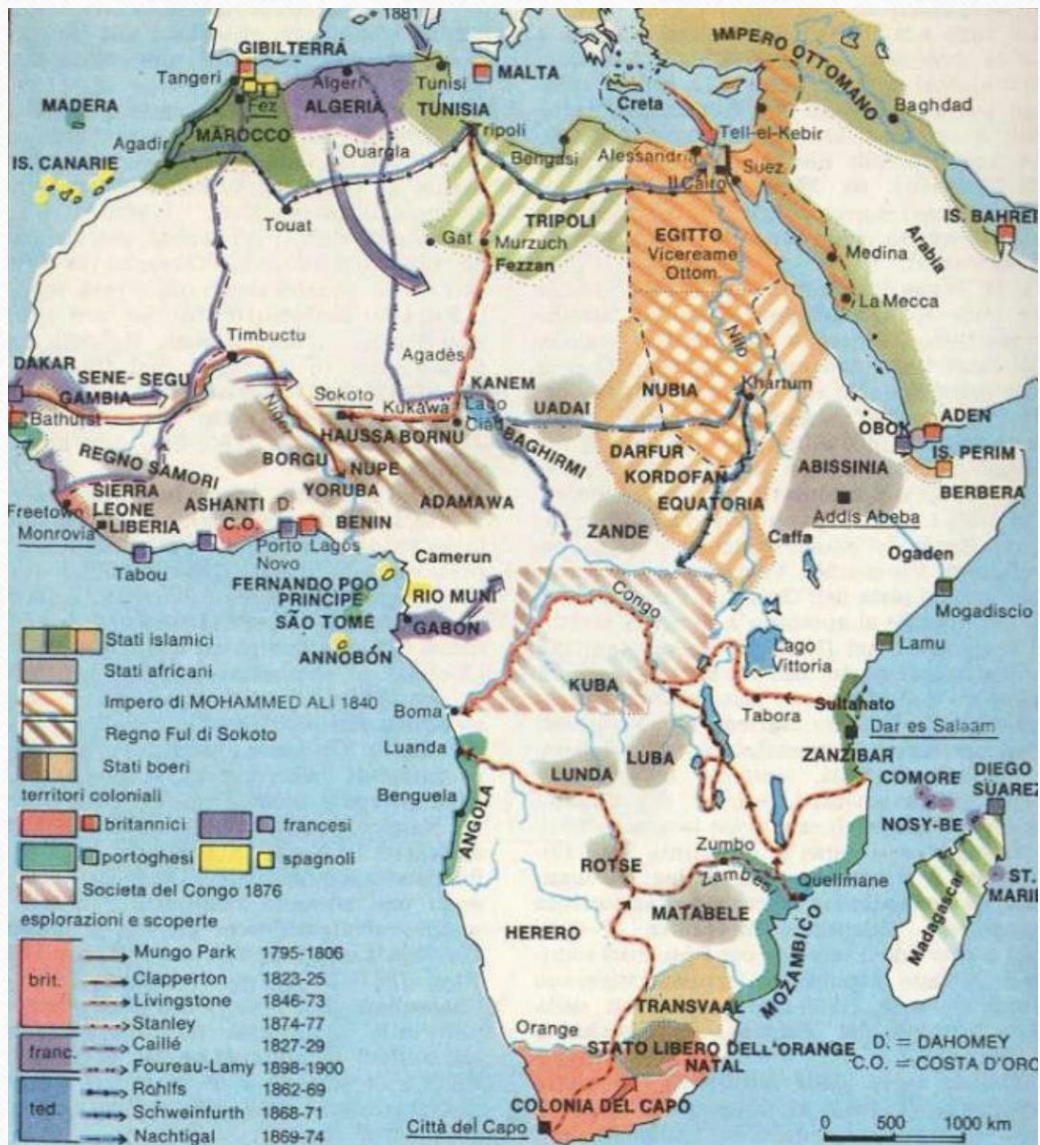 1881
GIBILTERRÁ
Tangeri
Algeri
Tunisi
MALTA
IMPERO OTTOMANO
MADERA
Fez
ALGERIA
TUNISIA
Creta
Baghdad
Agadir
MAROCCO
Tripoli
Tell-el-Kebir
IS. CANARIE
Ouargla
Bengasi
Alessandria
Suez
Il Cairo
Touat
TRIPOLI
IS. BAHREI
Gat
Murzuch
EGITTO
Vicereame
Ottom.
Arabia
Fezzan
Medina
La Mecca
Timbuctu
Nilo
DAKAR
Agadès
SENE-
GAMBIA
SEGU
KANEM
NUBIA
Khartum
Bathurst
Niger
Sokoto
Kukawa
Lago
Ciad
UADAI
ADEN
OBOK
HAUSSA BORNU
BAGHIRMI
IS. PERIM
REGNO SAMORI
BORGU
NUPE
DARFUR
ABISSINIA
KORDOFAN
BERBERA
SIERRA
LEONE
ASHANTI
D
YORUBA
ADAMAWA
EQUATORIA
Freetown
LIBERIA
C.O.
BENIN
ZANDE
Addis Abeba
Monrovia
Porto
Novo
Lagos
Camerun
Caffa
Ogaden
Tabou
FERNANDO POO
PRINCIPE
RIO MUNI
Congo
Mogadiscio
SÃO TOMÉ
GABON
ANNOBÓN
Lago
Vittoria
Lamu
Stati islamici
Stati africani
KUBA
Impero di MOHAMMED ALI 1840
Boma
Tabora
Sultanato
Regno Ful di Sokoto
Dar es Salaam
Stati boeri
Luanda
LUNDA
LUBA
ZANZIBAR
territori coloniali
Benguela
COMORE
DIEGO
SUAREZ
britannici
francesi
ANGOLA
NOSY-BE
portoghesi
spagnoli
ROTSE
Zumbo
Zambesi
Quelimane
ST.
MARIE
Societa del Congo 1876
MATABELE
Madagascar
esplorazioni e scoperte
HERERO
MOZAMBICO
brit.
Mungo Park 1795-1806
Clapperton 1823-25
Livingstone 1846-73
Stanley 1874-77
TRANSVAAL
Orange
franc.
Caillé 1827-29
Foureau-Lamy 1898-1900
STATO LIBERO DELL'ORANGE
NATAL
D. = DAHOMEY
C.O. = COSTA D'ORO
ted.
Rohlfs 1862-69
Schweinfurth 1868-71
Nachtigal 1869-74
COLONIA DEL CAPO
Città del Capo
0 500 1000 km